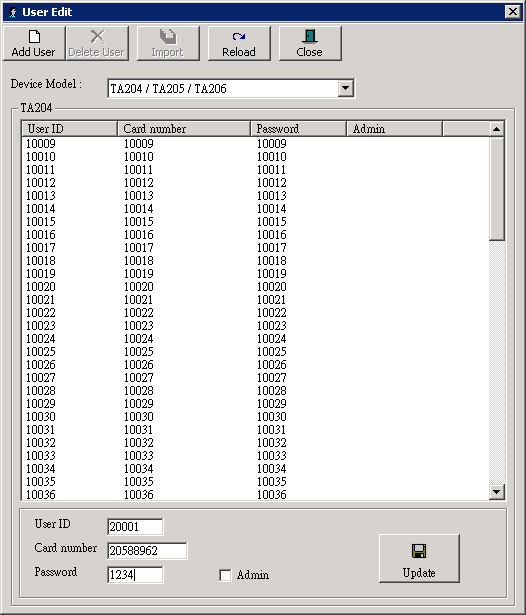 User Edit
Add User Delete User Import Reload Close
Device Model : TA204 / TA205 / TA206
TA204
User ID Card number Password Admin
10009 10009 10009
10010 10010 10010
10011 10011 10011
10012 10012 10012
10013 10013 10013
10014 10014 10014
10015 10015 10015
10016 10016 10016
10017 10017 10017
10018 10018 10018
10019 10019 10019
10020 10020 10020
10021 10021 10021
10022 10022 10022
10023 10023 10023
10024 10024 10024
10025 10025 10025
10026 10026 10026
10027 10027 10027
10028 10028 10028
10029 10029 10029
10030 10030 10030
10031 10031 10031
10032 10032 10032
10033 10033 10033
10034 10034 10034
10035 10035 10035
10036 10036 10036
User ID 20001
Card number 20588962
Password 1234 Admin
Update